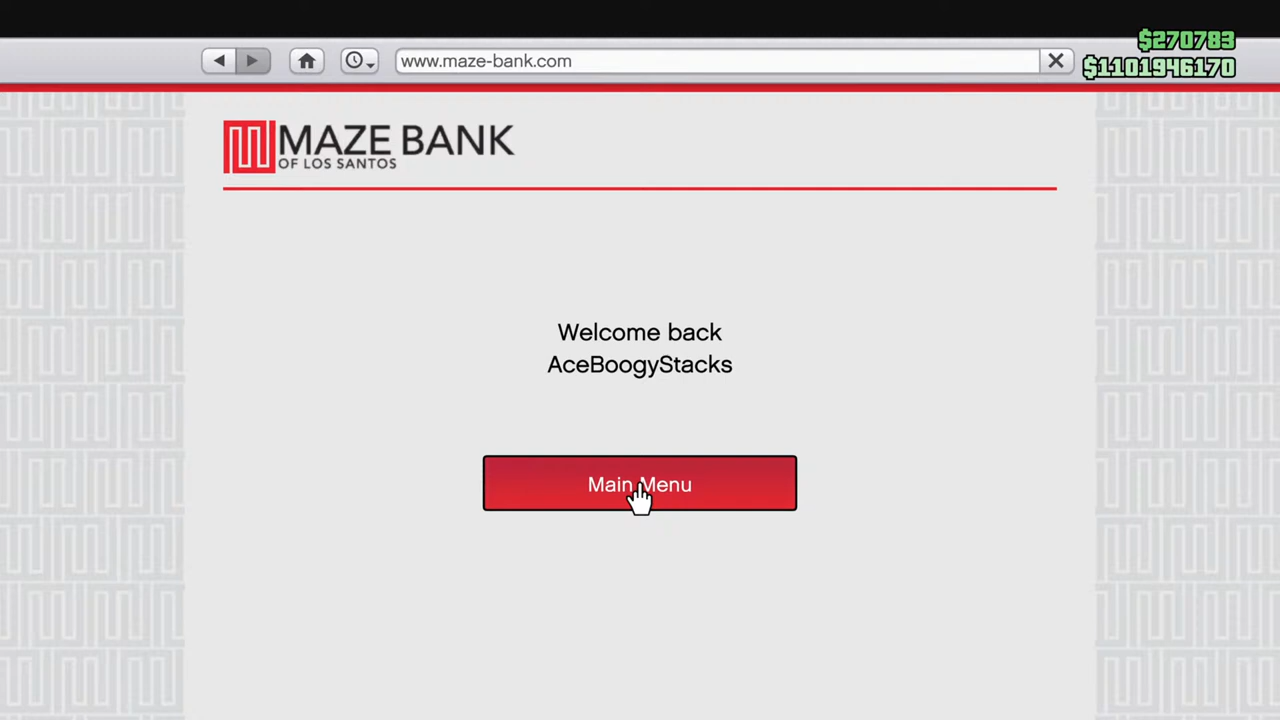 $270783
www.maze-bank.com
$1101946170
MAZE BANK
OF LOS SANTOS
Welcome back
AceBoogyStacks
Main Menu